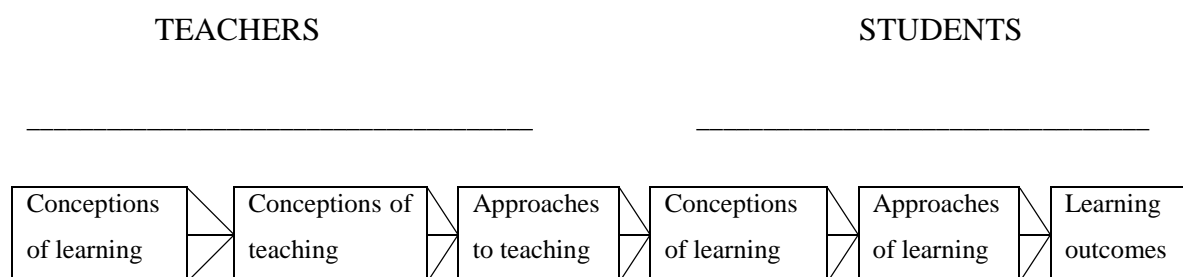 TEACHERS STUDENTS
Conceptions of learning
Conceptions of teaching
Approaches to teaching
Conceptions of learning
Approaches of learning
Learning outcomes